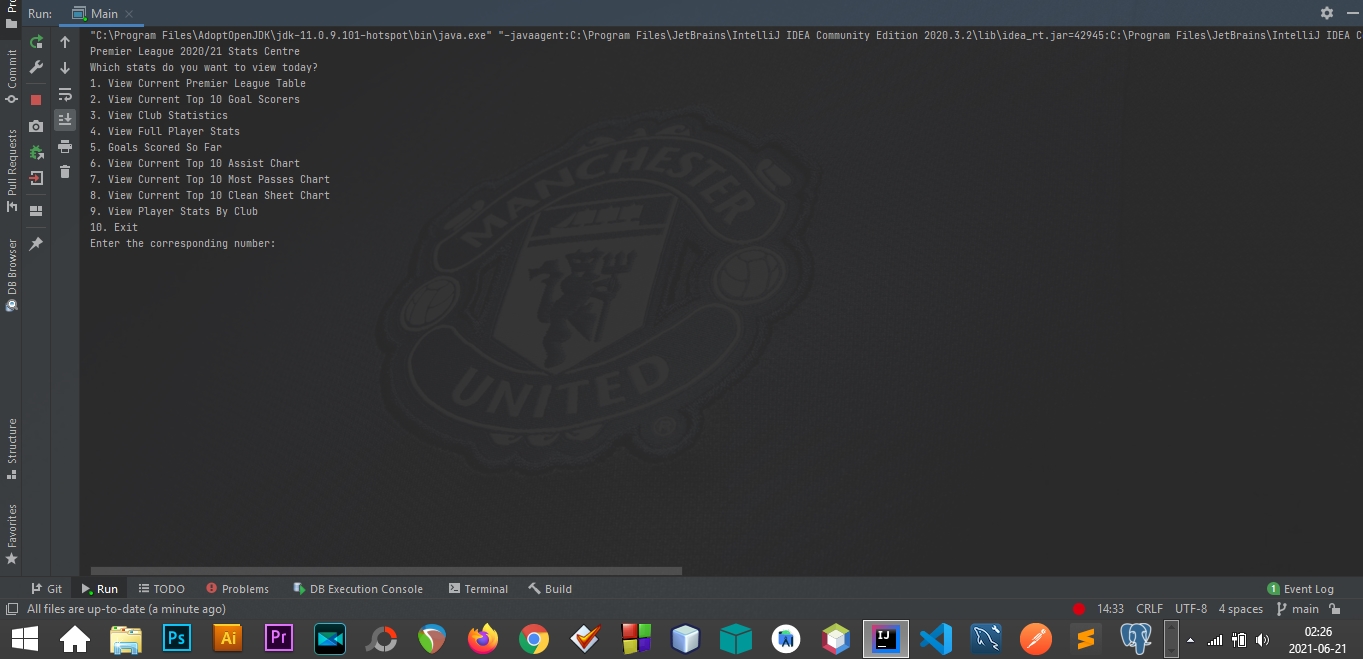 Run:
Main
"C:\Program Files\AdoptOpenJDK\jdk-11.0.9.101-hotspot\bin\java.exe" "-javaagent:C:\Program Files\JetBrains\IntelliJ IDEA Community Edition 2020.3.2\lib\idea_rt.jar=42945:C:\Program Files\JetBrains\IntelliJ IDEA C
Premier League 2020/21 Stats Centre
Which stats do you want to view today?
1. View Current Premier League Table
2. View Current Top 10 Goal Scorers
3. View Club Statistics
4. View Full Player Stats
5. Goals Scored So Far
6. View Current Top 10 Assist Chart
7. View Current Top 10 Most Passes Chart
8. View Current Top 10 Clean Sheet Chart
9. View Player Stats By Club
10. Exit
Enter the corresponding number:
MANCHESTER
UNITED
Commit
Pull Requests
DB Browser
Structure
Favorites
Git
Run
TODO
Problems
DB Execution Console
Terminal
Build
1 Event Log
All files are up-to-date (a minute ago)
14:33
CRLF
UTF-8
4 spaces
main
Ps
Ai
Pr
IJ
02:26
2021-06-21